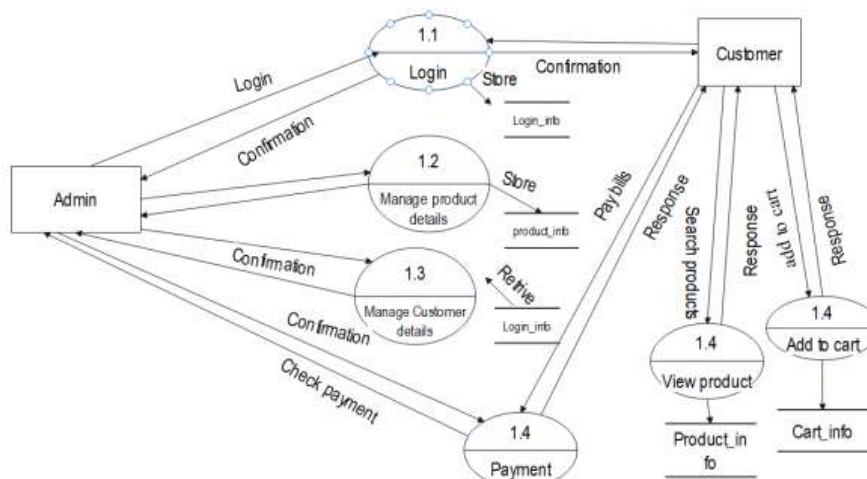 1.1
Login
Customer
Login
Confirmation
Store
Login_info
Confirmation
Admin
1.2
Manage product
details
Store
product_info
1.3
Manage Customer
details
Confirmation
Retrive
Login_info
Confirmation
Check payment
Pay bills
Response
Search products
Response
add to cart
Response
1.4
Payment
1.4
View product
Product_in
fo
1.4
Add to cart
Cart_info